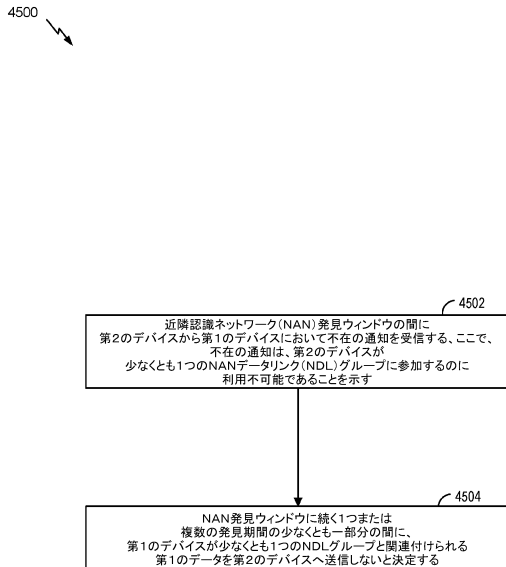 4500
4502
近隣認識ネットワーク(NAN)発見ウィンドウの間に
第2のデバイスから第1のデバイスにおいて不在の通知を受信する、ここで、
不在の通知は、第2のデバイスが
少なくとも1つのNANデータリンク(NDL)グループに参加するのに
利用不可能であることを示す
4504
NAN発見ウィンドウに続く1つまたは
複数の発見期間の少なくとも一部分の間に、
第1のデバイスが少なくとも1つのNDLグループと関連付けられる
第1のデータを第2のデバイスへ送信しないと決定する